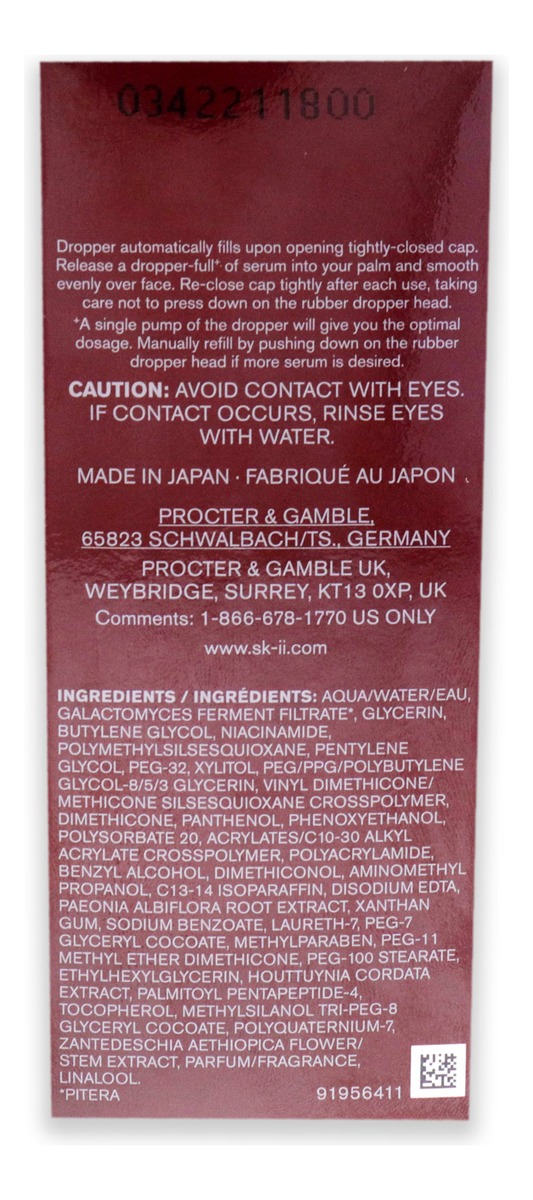 0342211800
Dropper automatically fills upon opening tightly-closed cap.
Release a dropper-full⁺ of serum into your palm and smooth
evenly over face. Re-close cap tightly after each use, taking
care not to press down on the rubber dropper head.
⁺A single pump of the dropper will give you the optimal
dosage. Manually refill by pushing down on the rubber
dropper head if more serum is desired.
CAUTION: AVOID CONTACT WITH EYES.
IF CONTACT OCCURS, RINSE EYES
WITH WATER.
MADE IN JAPAN · FABRIQUÉ AU JAPON
PROCTER & GAMBLE,
65823 SCHWALBACH/TS., GERMANY
PROCTER & GAMBLE UK,
WEYBRIDGE, SURREY, KT13 0XP, UK
Comments: 1-866-678-1770 US ONLY
www.sk-ii.com
INGREDIENTS / INGRÉDIENTS: AQUA/WATER/EAU,
GALACTOMYCES FERMENT FILTRATE*, GLYCERIN,
BUTYLENE GLYCOL, NIACINAMIDE,
POLYMETHYLSILSESQUIOXANE, PENTYLENE
GLYCOL, PEG-32, XYLITOL, PEG/PPG/POLYBUTYLENE
GLYCOL-8/5/3 GLYCERIN, VINYL DIMETHICONE/
METHICONE SILSESQUIOXANE CROSSPOLYMER,
DIMETHICONE, PANTHENOL, PHENOXYETHANOL,
POLYSORBATE 20, ACRYLATES/C10-30 ALKYL
ACRYLATE CROSSPOLYMER, POLYACRYLAMIDE,
BENZYL ALCOHOL, DIMETHICONOL, AMINOMETHYL
PROPANOL, C13-14 ISOPARAFFIN, DISODIUM EDTA,
PAEONIA ALBIFLORA ROOT EXTRACT, XANTHAN
GUM, SODIUM BENZOATE, LAURETH-7, PEG-7
GLYCERYL COCOATE, METHYLPARABEN, PEG-11
METHYL ETHER DIMETHICONE, PEG-100 STEARATE,
ETHYLHEXYLGLYCERIN, HOUTTUYNIA CORDATA
EXTRACT, PALMITOYL PENTAPEPTIDE-4,
TOCOPHEROL, METHYLSILANOL TRI-PEG-8
GLYCERYL COCOATE, POLYQUATERNIUM-7,
ZANTEDESCHIA AETHIOPICA FLOWER/
STEM EXTRACT, PARFUM/FRAGRANCE,
LINALOOL.
*PITERA 91956411